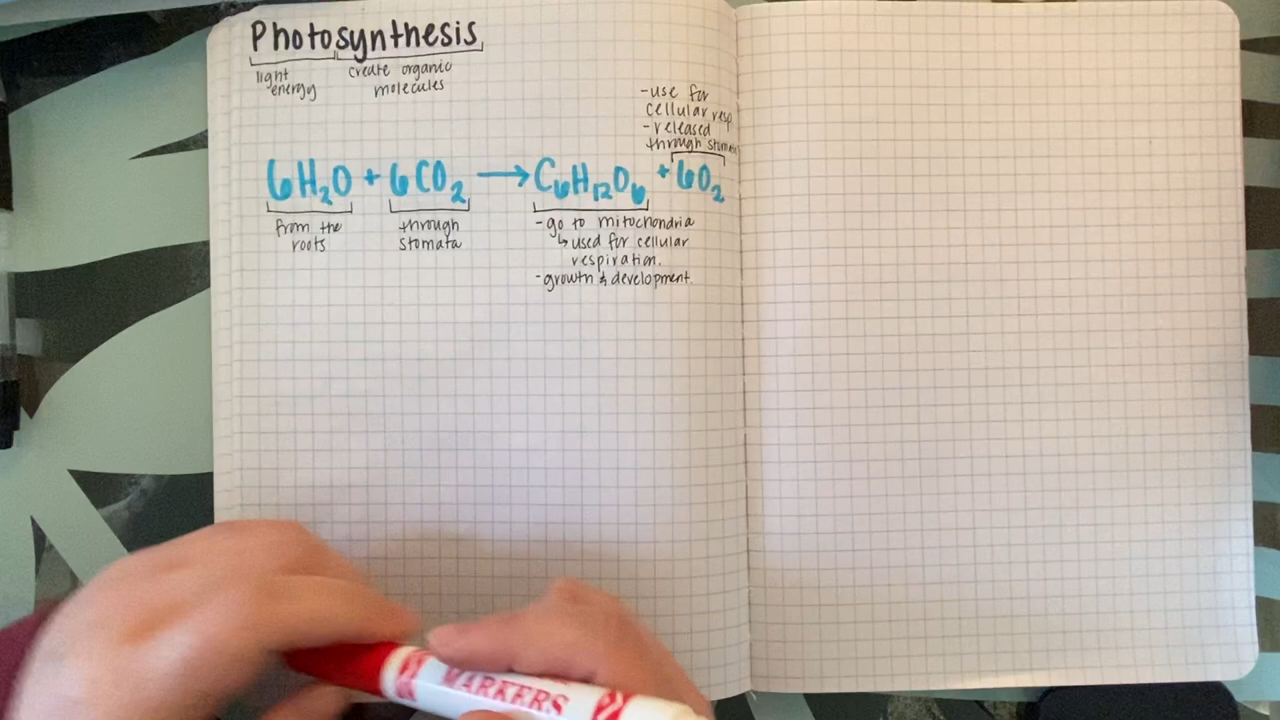 Photosynthesis
light energy
create organic molecules
-use for
cellular resp
-released
through stomata
6H₂O + 6CO₂ → C₆H₁₂O₆ + 6O₂
from the
roots
through
stomata
-go to mitochondria
↳ used for cellular
respiration.
-growth & development.
MARKERS